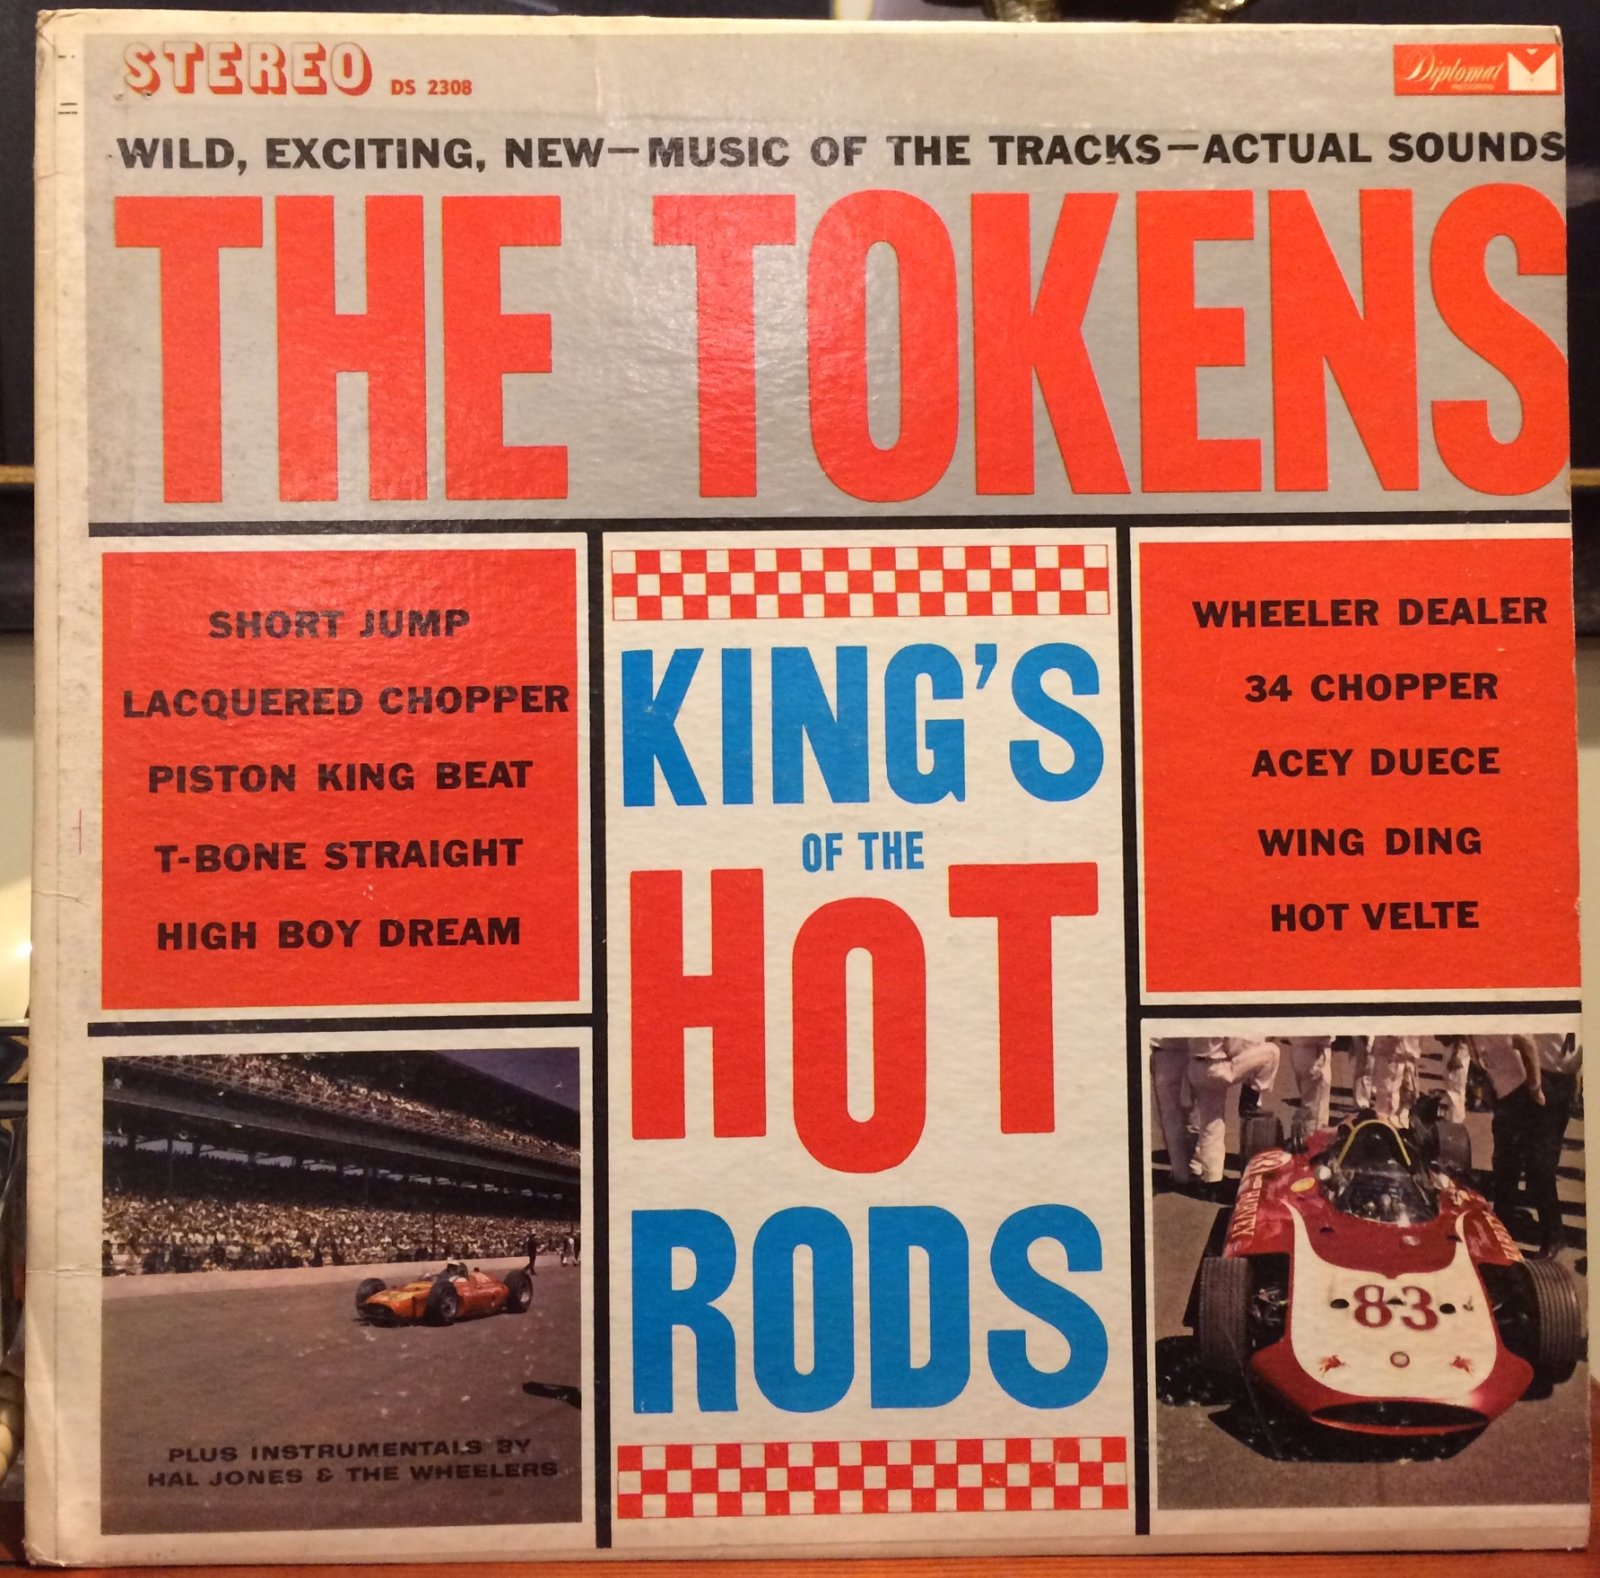 STEREO DS 2308
Diplomat
RECORDS
WILD, EXCITING, NEW—MUSIC OF THE TRACKS—ACTUAL SOUNDS
THE TOKENS
SHORT JUMP
LACQUERED CHOPPER
PISTON KING BEAT
T-BONE STRAIGHT
HIGH BOY DREAM
KING'S
OF THE
HOT
RODS
WHEELER DEALER
34 CHOPPER
ACEY DUECE
WING DING
HOT VELTE
PLUS INSTRUMENTALS BY
HAL JONES & THE WHEELERS
83